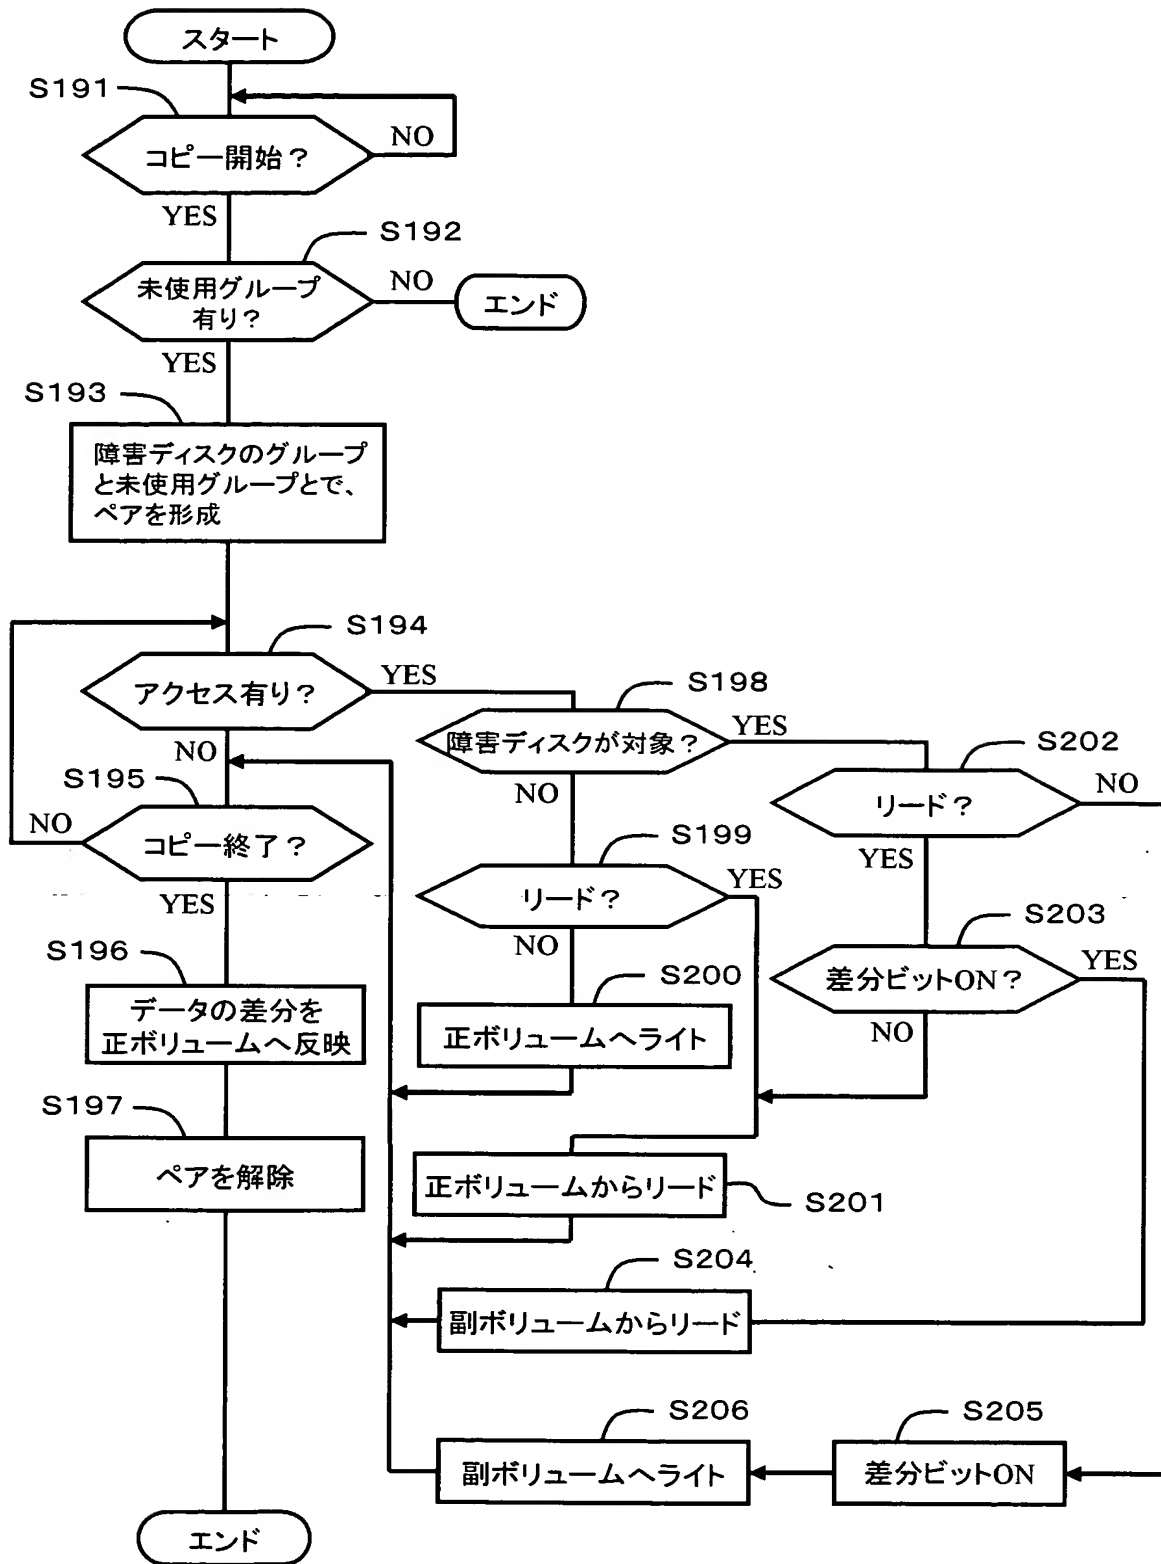 スタート
S191
コピー開始?
NO
YES
S192
未使用グループ
有り?
NO
エンド
YES
S193
障害ディスクのグループ
と未使用グループとで、
ペアを形成
S194
アクセス有り?
YES
NO
S198
障害ディスクが対象?
YES
NO
S202
リード?
NO
YES
S195
コピー終了?
NO
YES
S199
リード?
YES
NO
S203
差分ビットON?
YES
NO
S196
データの差分を
正ボリュームへ反映
S200
正ボリュームへライト
S197
ペアを解除
正ボリュームからリード
S201
S204
副ボリュームからリード
S206
副ボリュームへライト
S205
差分ビットON
エンド